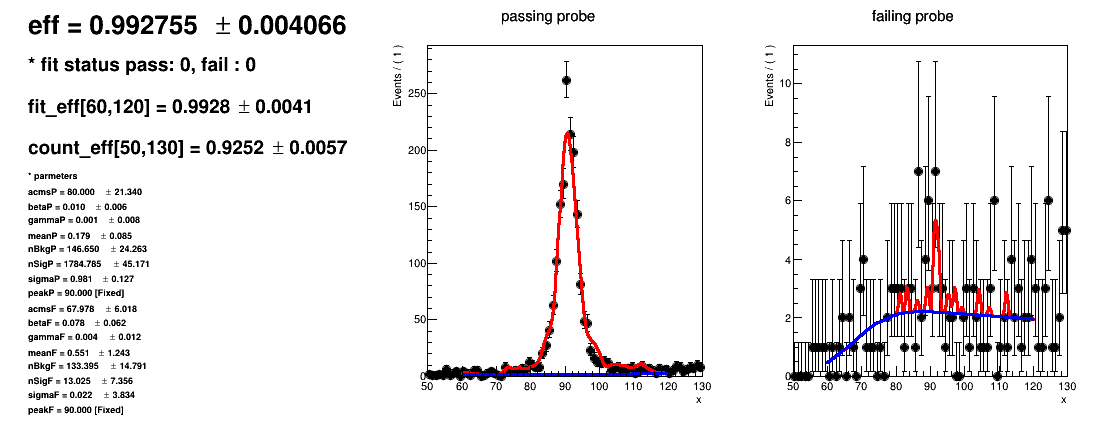 eff = 0.992755 ± 0.004066
* fit status pass: 0, fail : 0
fit_eff[60,120] = 0.9928 ± 0.0041
count_eff[50,130] = 0.9252 ± 0.0057
* parmeters
acmsP = 80.000 ± 21.340
betaP = 0.010 ± 0.006
gammaP = 0.001 ± 0.008
meanP = 0.179 ± 0.085
nBkgP = 146.650 ± 24.263
nSigP = 1784.785 ± 45.171
sigmaP = 0.981 ± 0.127
peakP = 90.000 [Fixed]
acmsF = 67.978 ± 6.018
betaF = 0.078 ± 0.062
gammaF = 0.004 ± 0.012
meanF = 0.551 ± 1.243
nBkgF = 133.395 ± 14.791
nSigF = 13.025 ± 7.356
sigmaF = 0.022 ± 3.834
peakF = 90.000 [Fixed]
passing probe
Events / ( 1 )
250
200
150
100
50
0
50 60 70 80 90 100 110 120 130
x
failing probe
Events / ( 1 )
10
8
6
4
2
0
50 60 70 80 90 100 110 120 130
x